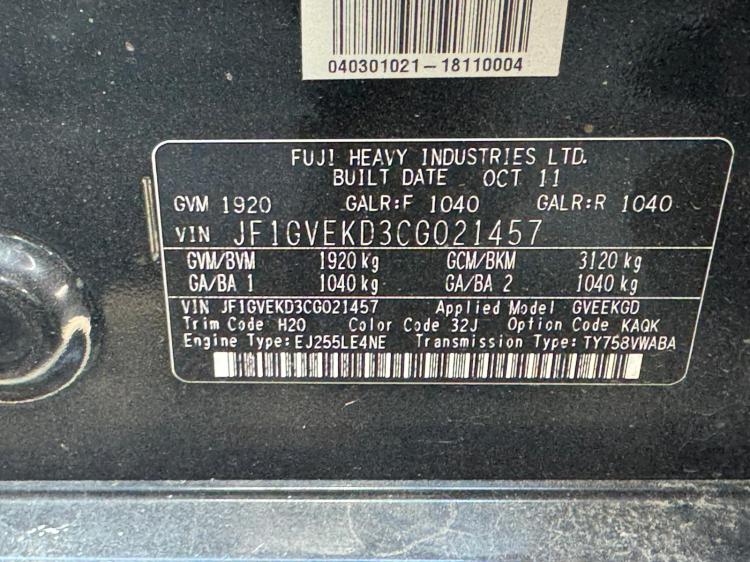 040301021-18110004
FUJI HEAVY INDUSTRIES LTD.
BUILT DATE OCT 11
GVM 1920 GALR:F 1040 GALR:R 1040
VIN JF1GVEKD3CG021457
GVM/BVM 1920 kg GCM/BKM 3120 kg
GA/BA 1 1040 kg GA/BA 2 1040 kg
VIN JF1GVEKD3CG021457 Applied Model GVEEKGD
Trim Code H20 Color Code 32J Option Code KAQK
Engine Type:EJ255LE4NE Transmission Type:TY758VWABA